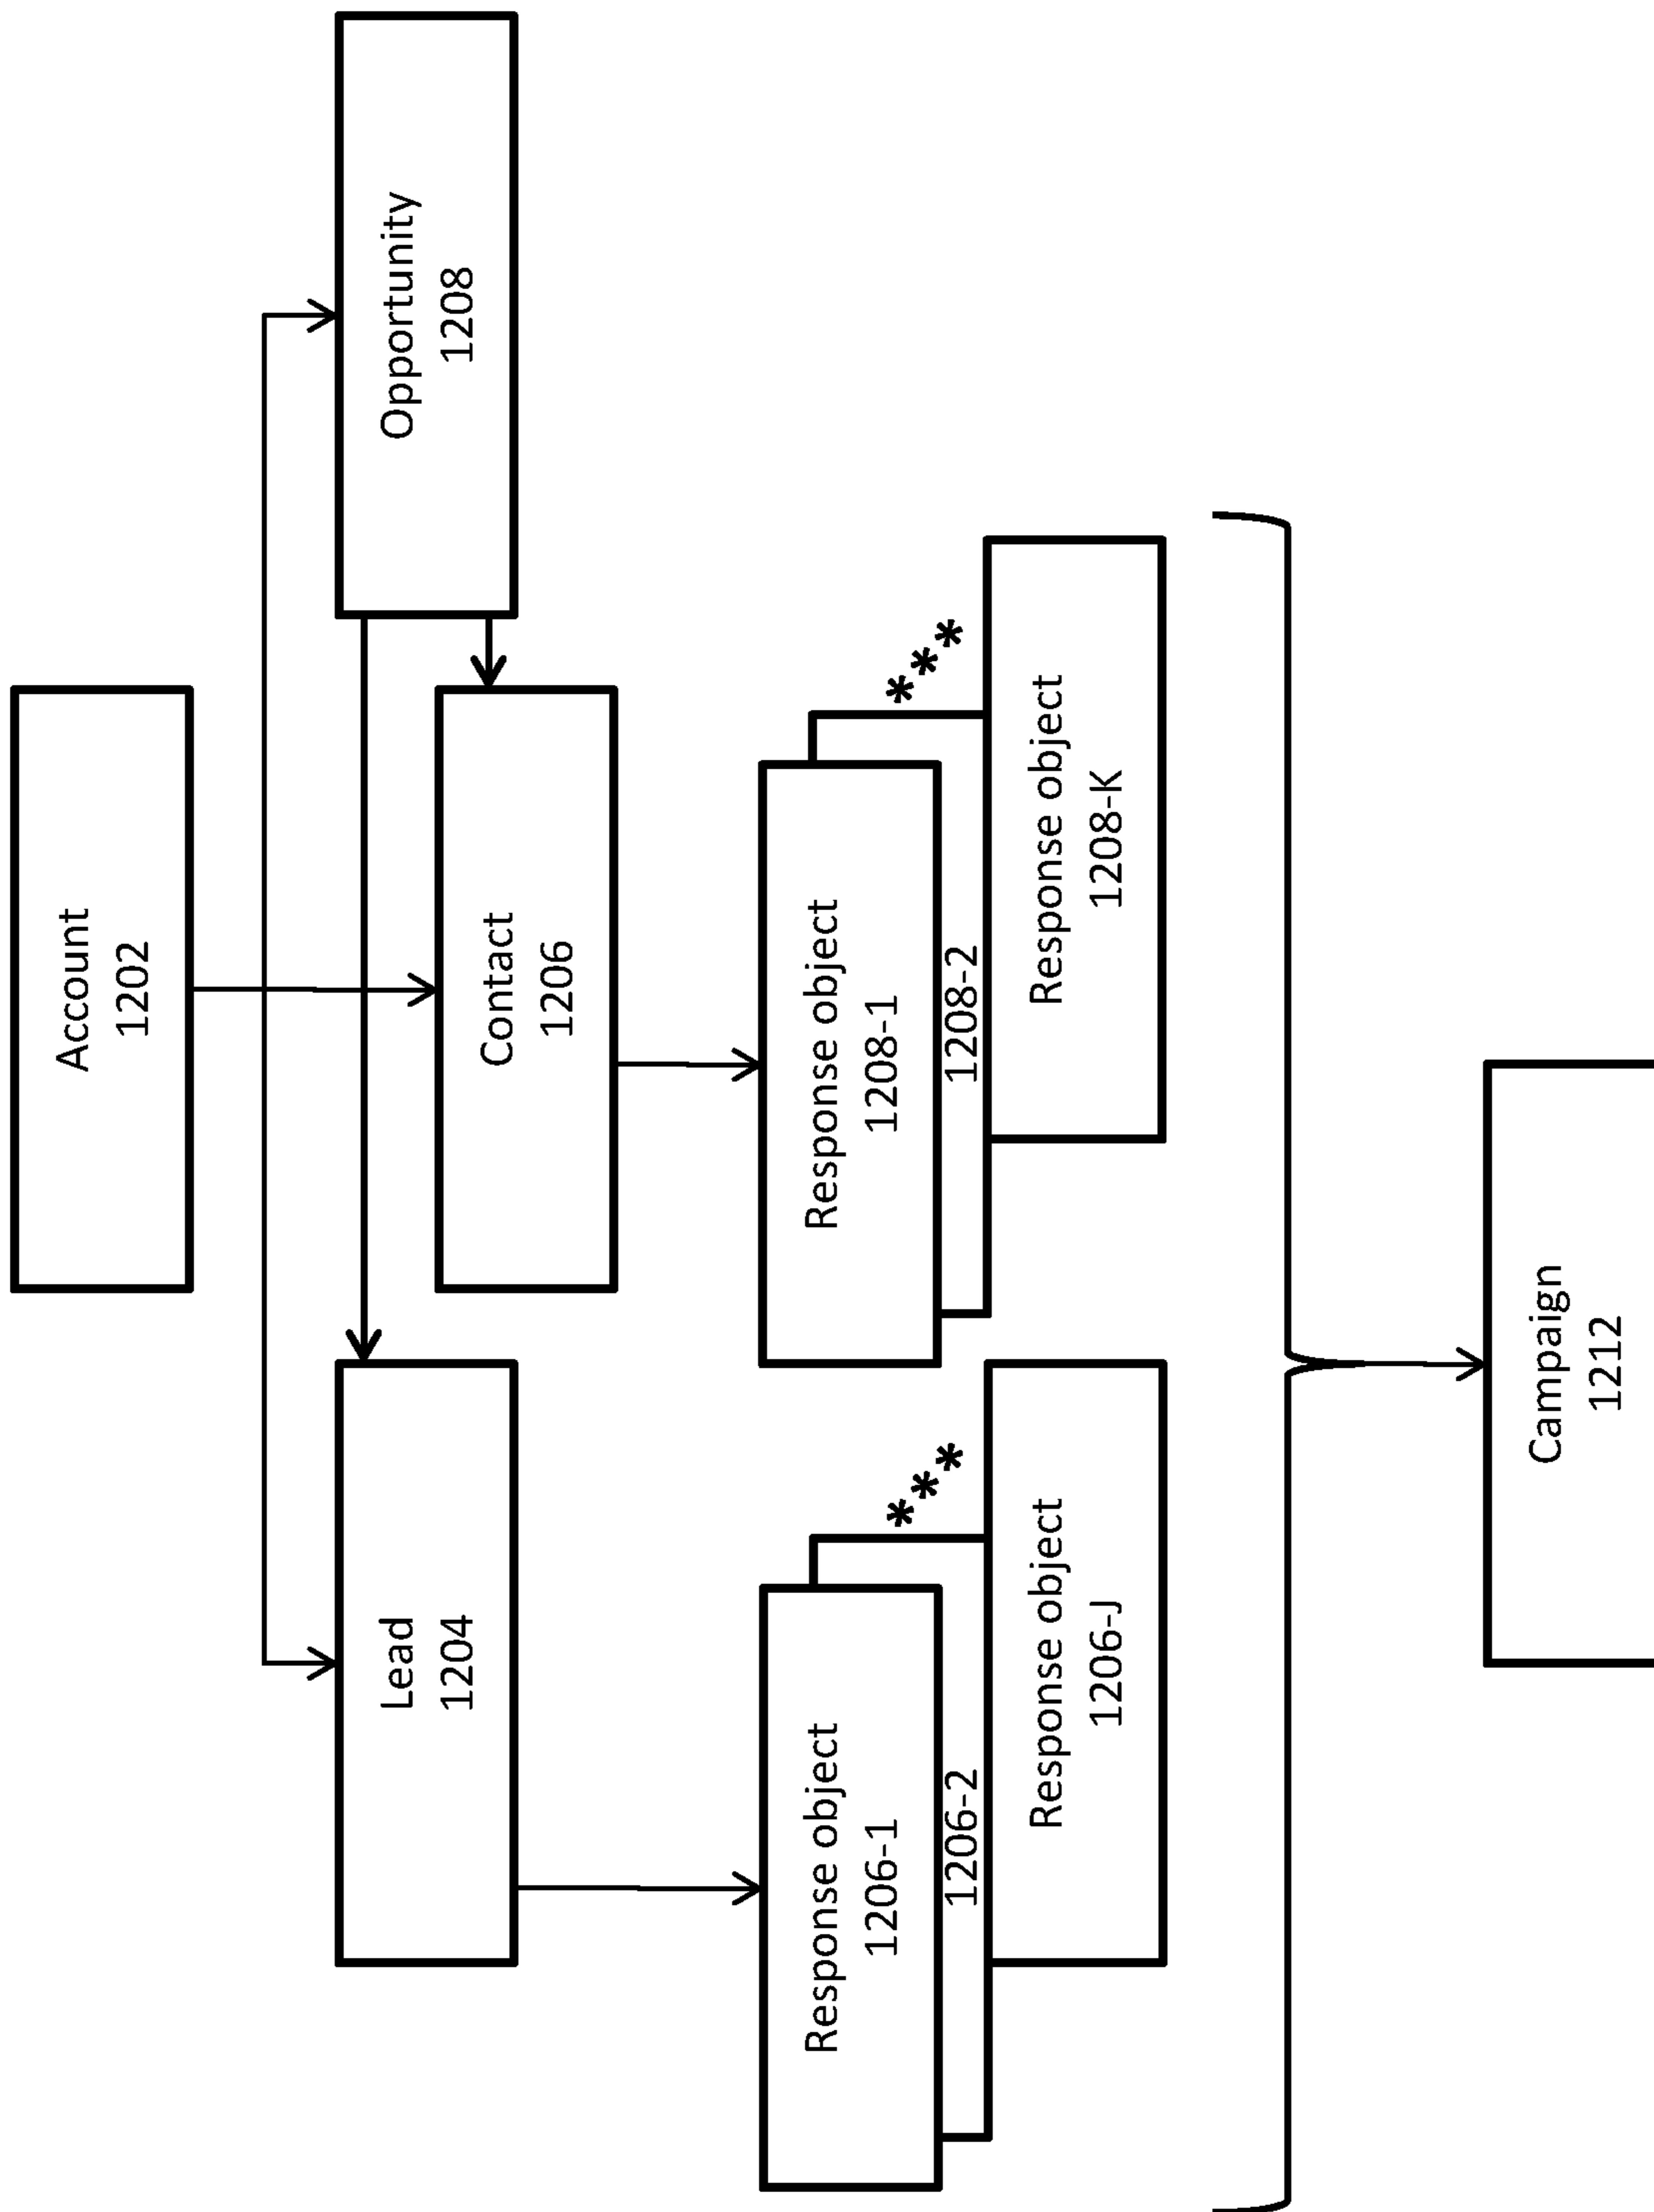 Account
1202
Lead
1204
Opportunity
1208
Contact
1206
Response object
1206-1
1206-2
Response object
1206-J
***
Response object
1208-1
1208-2
Response object
1208-K
***
Campaign
1212